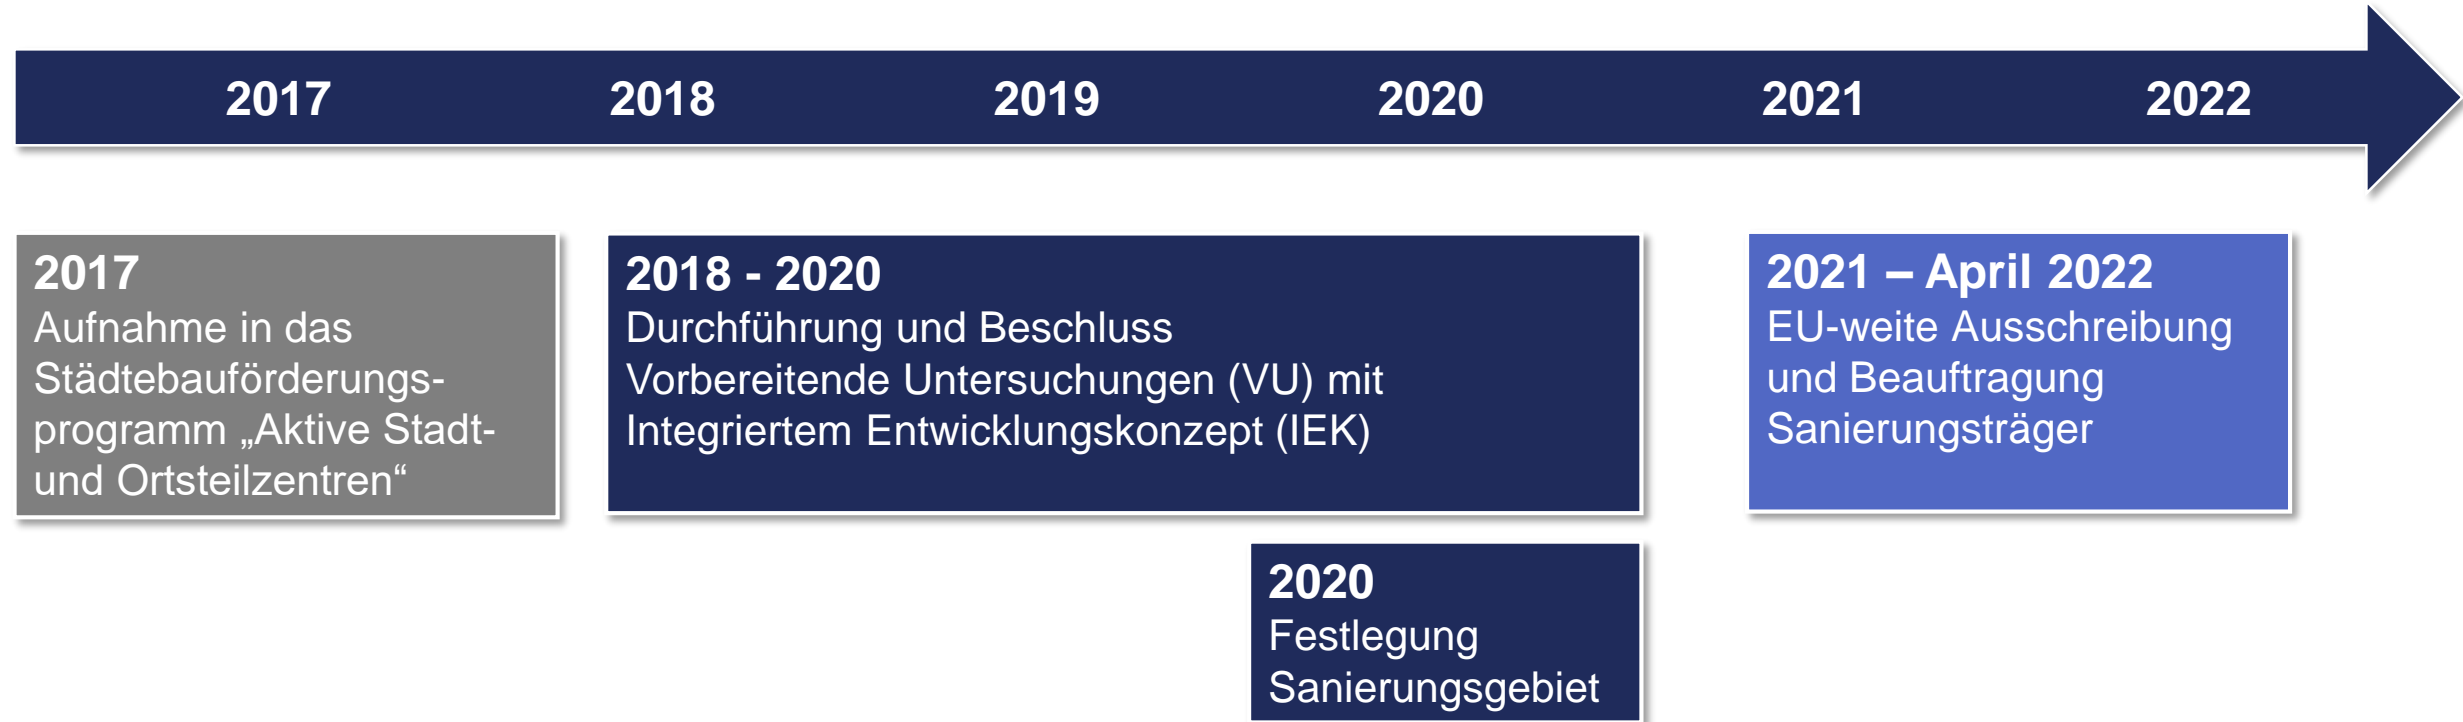 2017 2018 2019 2020 2021 2022
2017
Aufnahme in das
Städtebauförderungs-
programm „Aktive Stadt-
und Ortsteilzentren“
2018 - 2020
Durchführung und Beschluss
Vorbereitende Untersuchungen (VU) mit
Integriertem Entwicklungskonzept (IEK)
2021 – April 2022
EU-weite Ausschreibung
und Beauftragung
Sanierungsträger
2020
Festlegung
Sanierungsgebiet